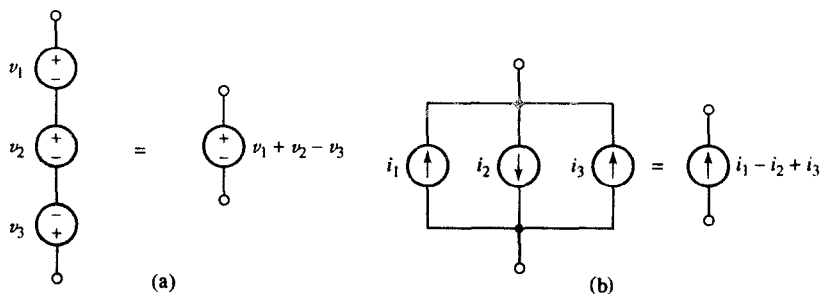 v₁ + − 
v₂ + − = + − v₁ + v₂ − v₃
v₃ − +
(a)
i₁ i₂ i₃ = i₁ − i₂ + i₃
(b)